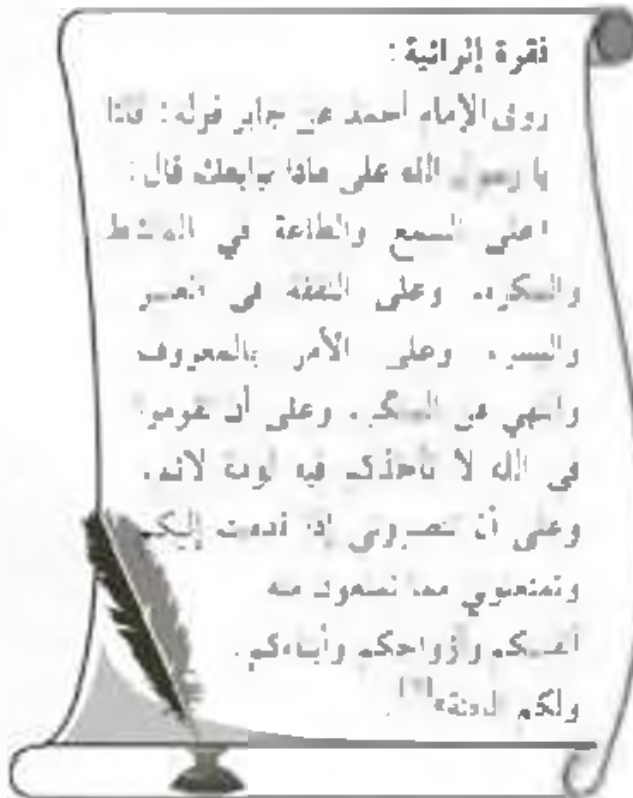 فقرة إثرائية:
روى الإمام أحمد عن جابر قوله: قلنا
يا رسول الله على ماذا نبايعك قال:
«على السمع والطاعة في المنشط
والمكره، وعلى النفقة في العسر
واليسر، وعلى الأمر بالمعروف
والنهي عن المنكر، وعلى أن تقوموا
في الله لا تأخذكم فيه لومة لائم،
وعلى أن تنصروني إذا قدمت إليكم
وتمنعوني مما تمنعون منه
أنفسكم وأزواجكم وأبناءكم،
ولكم الجنة»